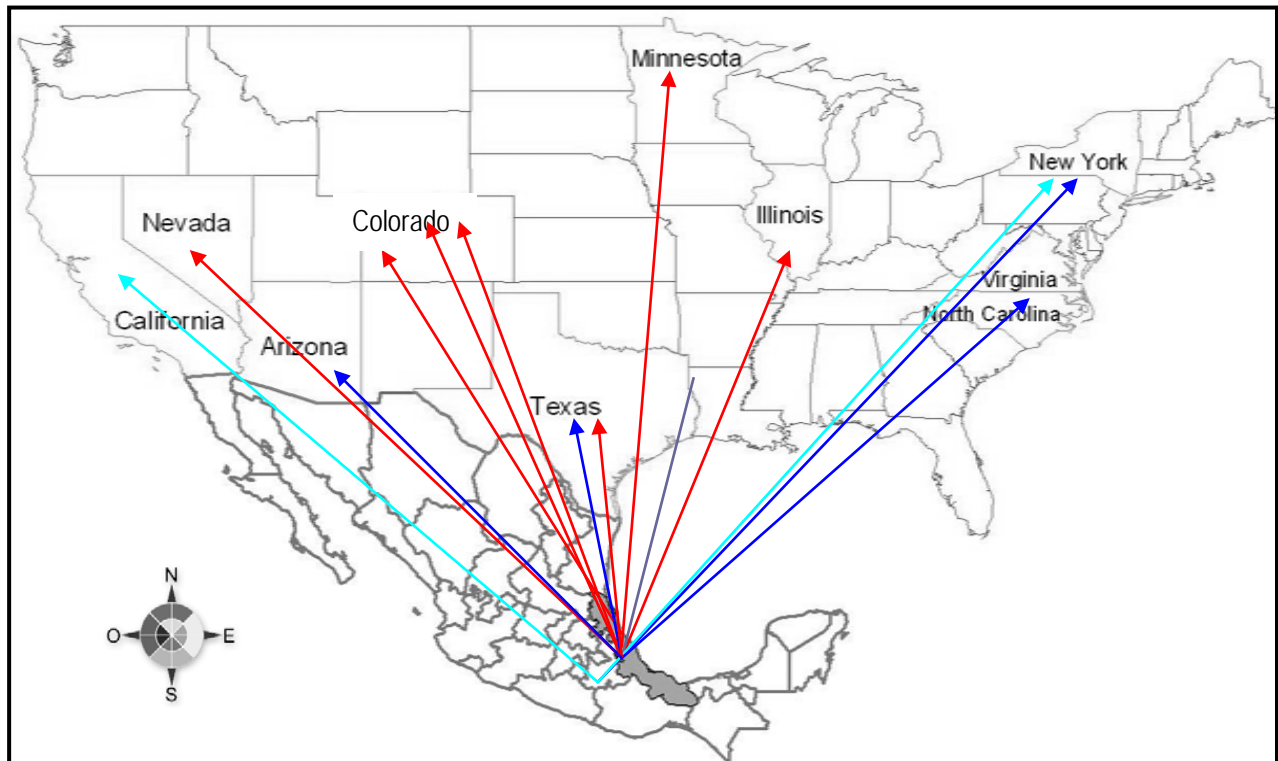 Minnesota
New York
Illinois
Nevada
Colorado
Virginia
North Carolina
California
Arizona
Texas
N
O
E
S